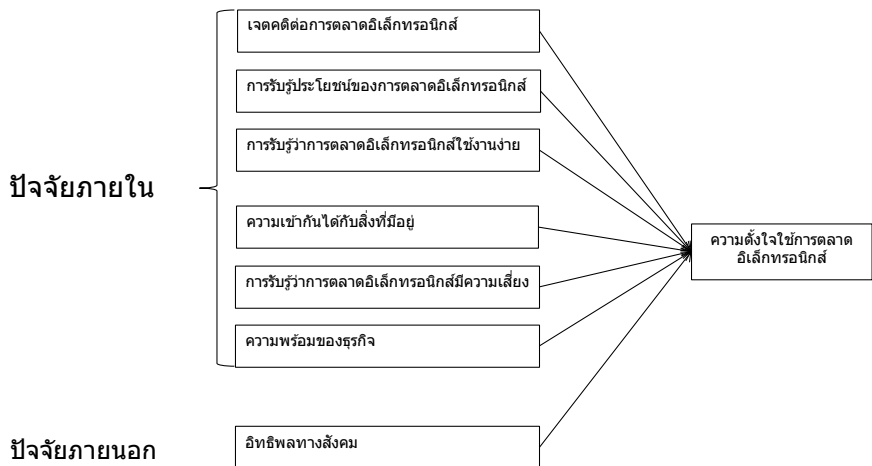 เจตคติต่อการตลาดอิเล็กทรอนิกส์
การรับรู้ประโยชน์ของการตลาดอิเล็กทรอนิกส์
การรับรู้ว่าการตลาดอิเล็กทรอนิกส์ใช้งานง่าย
ปัจจัยภายใน
ความเข้ากันได้กับสิ่งที่มีอยู่
ความตั้งใจใช้การตลาด
อิเล็กทรอนิกส์
การรับรู้ว่าการตลาดอิเล็กทรอนิกส์มีความเสี่ยง
ความพร้อมของธุรกิจ
ปัจจัยภายนอก
อิทธิพลทางสังคม